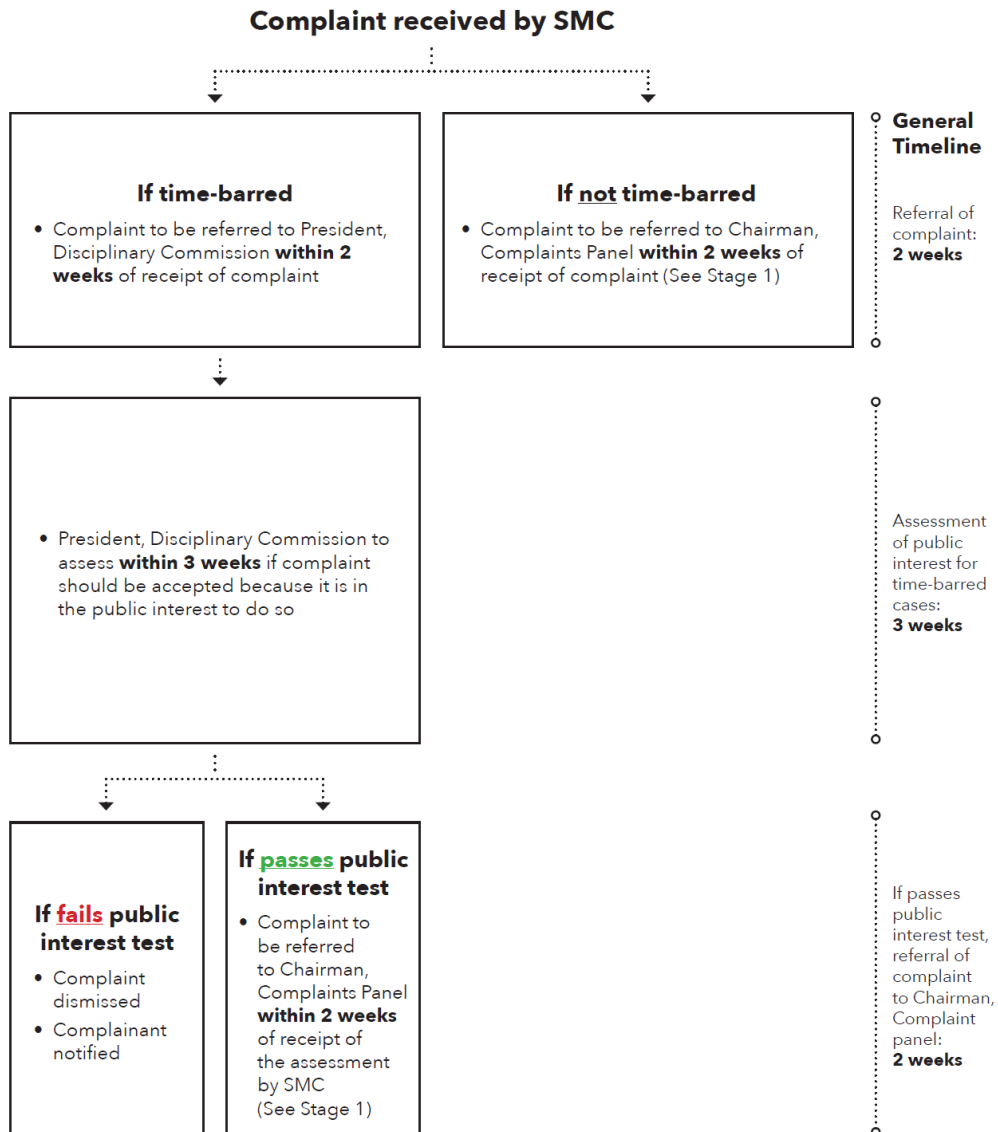 Complaint received by SMC
If time-barred
• Complaint to be referred to President,
Disciplinary Commission within 2
weeks of receipt of complaint
If not time-barred
• Complaint to be referred to Chairman,
Complaints Panel within 2 weeks of
receipt of complaint (See Stage 1)
General
Timeline
Referral of
complaint:
2 weeks
• President, Disciplinary Commission to
assess within 3 weeks if complaint
should be accepted because it is in
the public interest to do so
Assessment
of public
interest for
time-barred
cases:
3 weeks
If fails public
interest test
• Complaint
dismissed
• Complainant
notified
If passes public
interest test
• Complaint to
be referred
to Chairman,
Complaints Panel
within 2 weeks
of receipt of
the assessment
by SMC
(See Stage 1)
If passes
public
interest test,
referral of
complaint
to Chairman,
Complaint
panel:
2 weeks